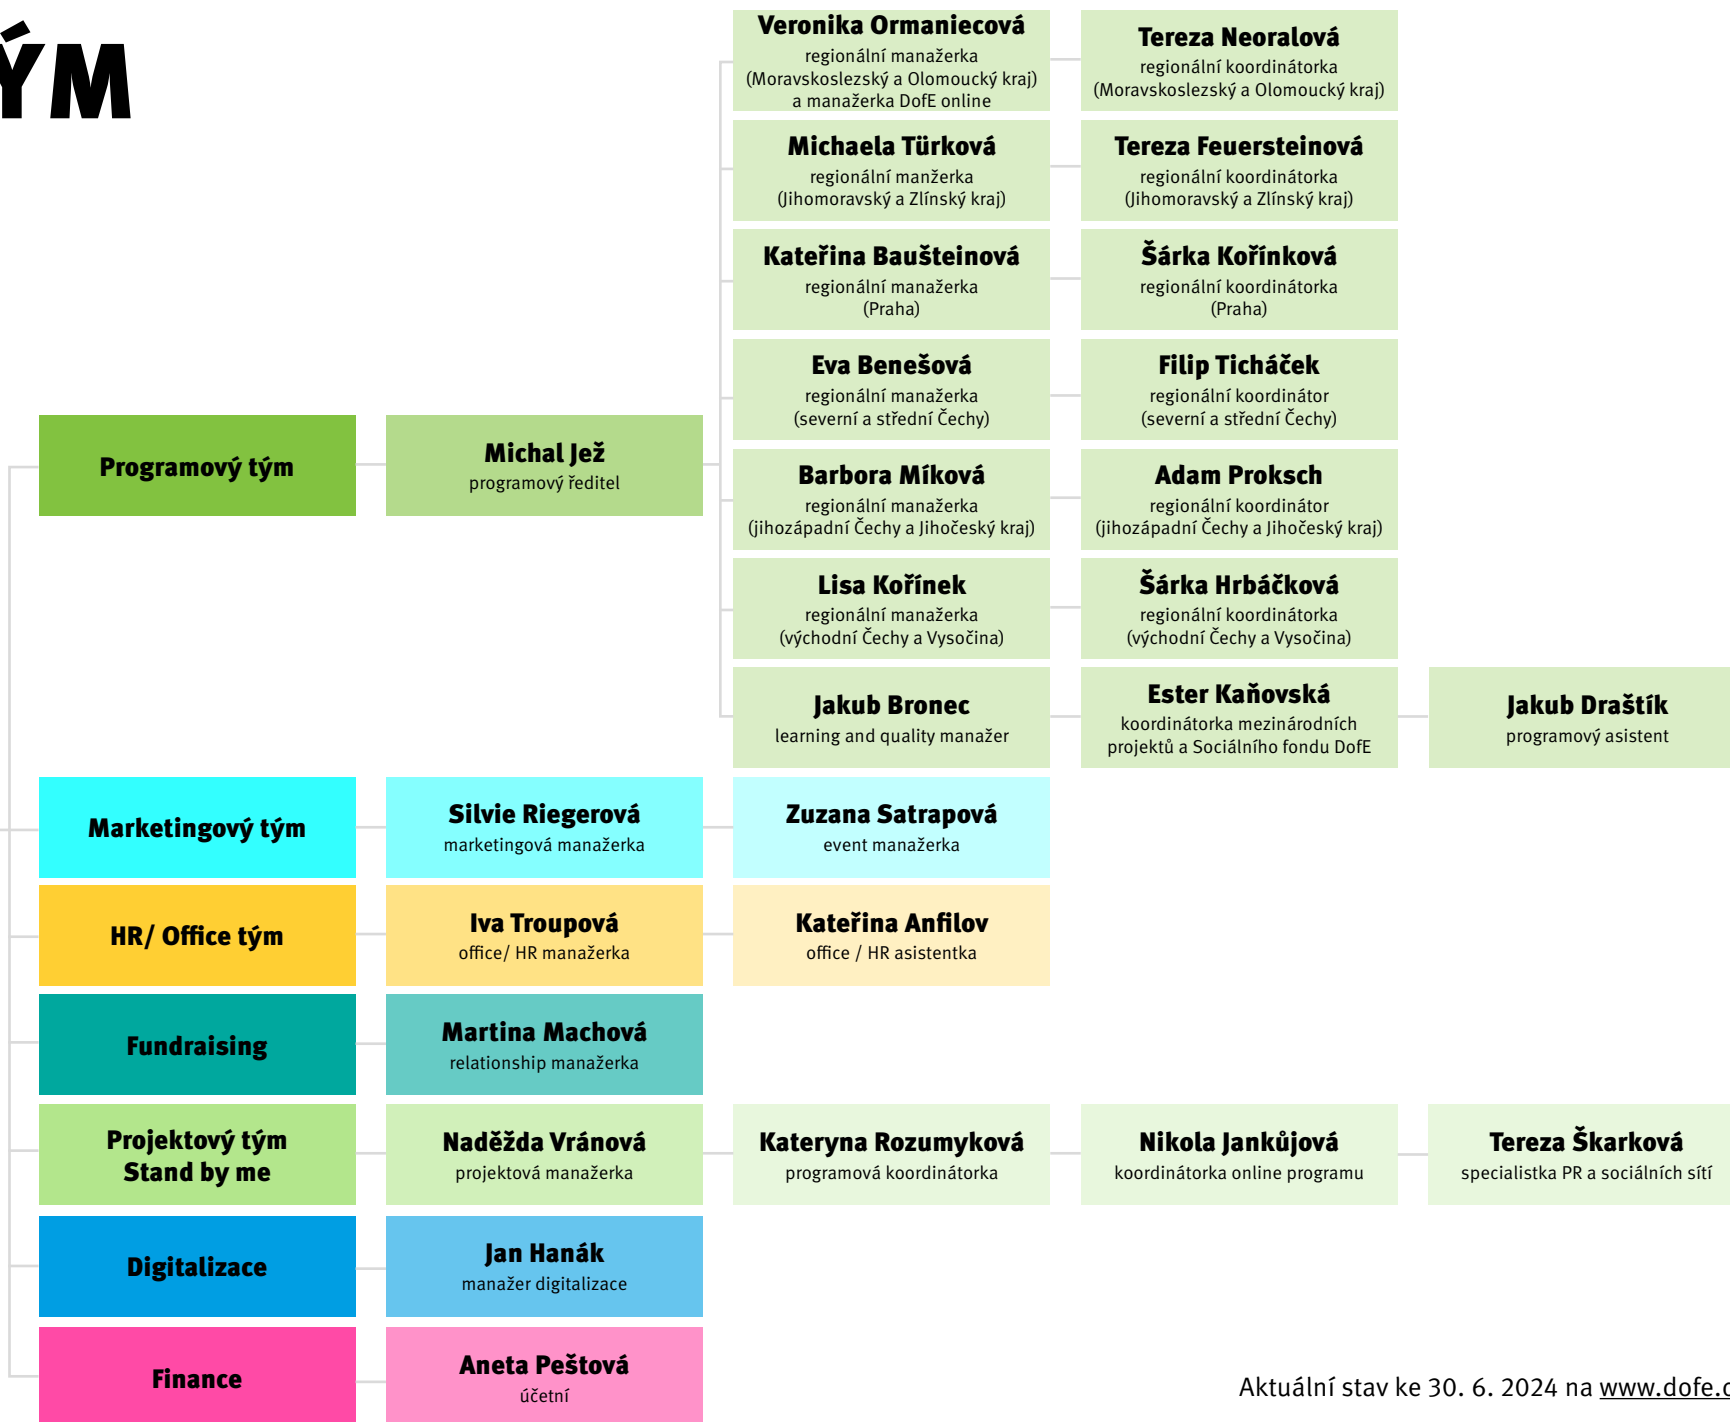 ÝM
Veronika Ormaniecová
regionální manažerka
(Moravskoslezský a Olomoucký kraj)
a manažerka DofE online
Tereza Neoralová
regionální koordinátorka
(Moravskoslezský a Olomoucký kraj)
Michaela Türková
regionální manžerka
(Jihomoravský a Zlínský kraj)
Tereza Feuersteinová
regionální koordinátorka
(Jihomoravský a Zlínský kraj)
Kateřina Baušteinová
regionální manažerka
(Praha)
Šárka Kořínková
regionální koordinátorka
(Praha)
Eva Benešová
regionální manažerka
(severní a střední Čechy)
Filip Ticháček
regionální koordinátor
(severní a střední Čechy)
Programový tým
Michal Jež
programový ředitel
Barbora Míková
regionální manažerka
(jihozápadní Čechy a Jihočeský kraj)
Adam Proksch
regionální koordinátor
(jihozápadní Čechy a Jihočeský kraj)
Lisa Kořínek
regionální manažerka
(východní Čechy a Vysočina)
Šárka Hrbáčková
regionální koordinátorka
(východní Čechy a Vysočina)
Jakub Bronec
learning and quality manažer
Ester Kaňovská
koordinátorka mezinárodních
projektů a Sociálního fondu DofE
Jakub Draštík
programový asistent
Marketingový tým
Silvie Riegerová
marketingová manažerka
Zuzana Satrapová
event manažerka
HR/ Office tým
Iva Troupová
office/ HR manažerka
Kateřina Anfilov
office / HR asistentka
Fundraising
Martina Machová
relationship manažerka
Projektový tým
Stand by me
Naděžda Vránová
projektová manažerka
Kateryna Rozumyková
programová koordinátorka
Nikola Jankůjová
koordinátorka online programu
Tereza Škarková
specialistka PR a sociálních sítí
Digitalizace
Jan Hanák
manažer digitalizace
Finance
Aneta Peštová
účetní
Aktuální stav ke 30. 6. 2024 na www.dofe.c